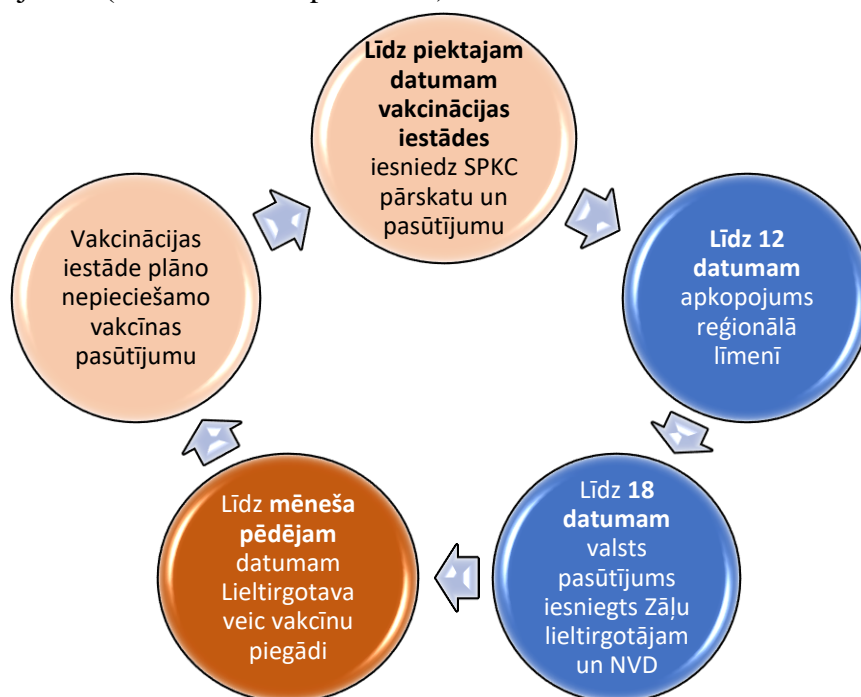 Līdz piektajam
datumam
vakcinācijas
iestādes
iesniedz SPKC
pārskatu un
pasūtījumu
Līdz 12
datumam
apkopojums
reģionālā
līmenī
Līdz 18
datumam
valsts
pasūtījums
iesniegts Zāļu
lieltirgotājam
un NVD
Līdz mēneša
pēdējam
datumam
Lieltirgotava
veic vakcīnu
piegādi
Vakcinācijas
iestāde plāno
nepieciešamo
vakcīnas
pasūtījumu